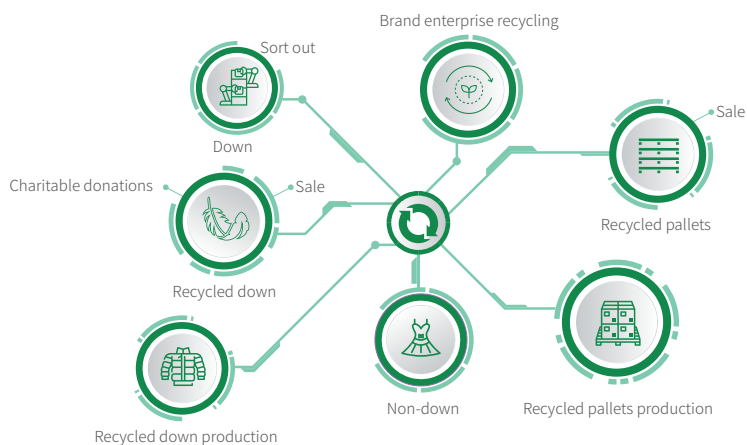 Brand enterprise recycling
Sort out
Down
Sale
Charitable donations
Sale
Recycled pallets
Recycled down
Non-down
Recycled pallets production
Recycled down production